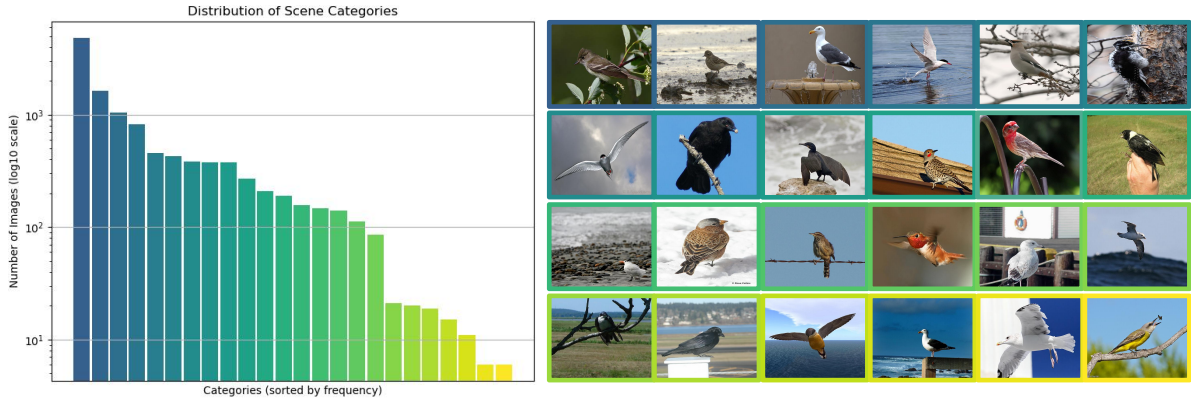 Distribution of Scene Categories
Number of Images (log10 scale)
10³
10²
10¹
Categories (sorted by frequency)